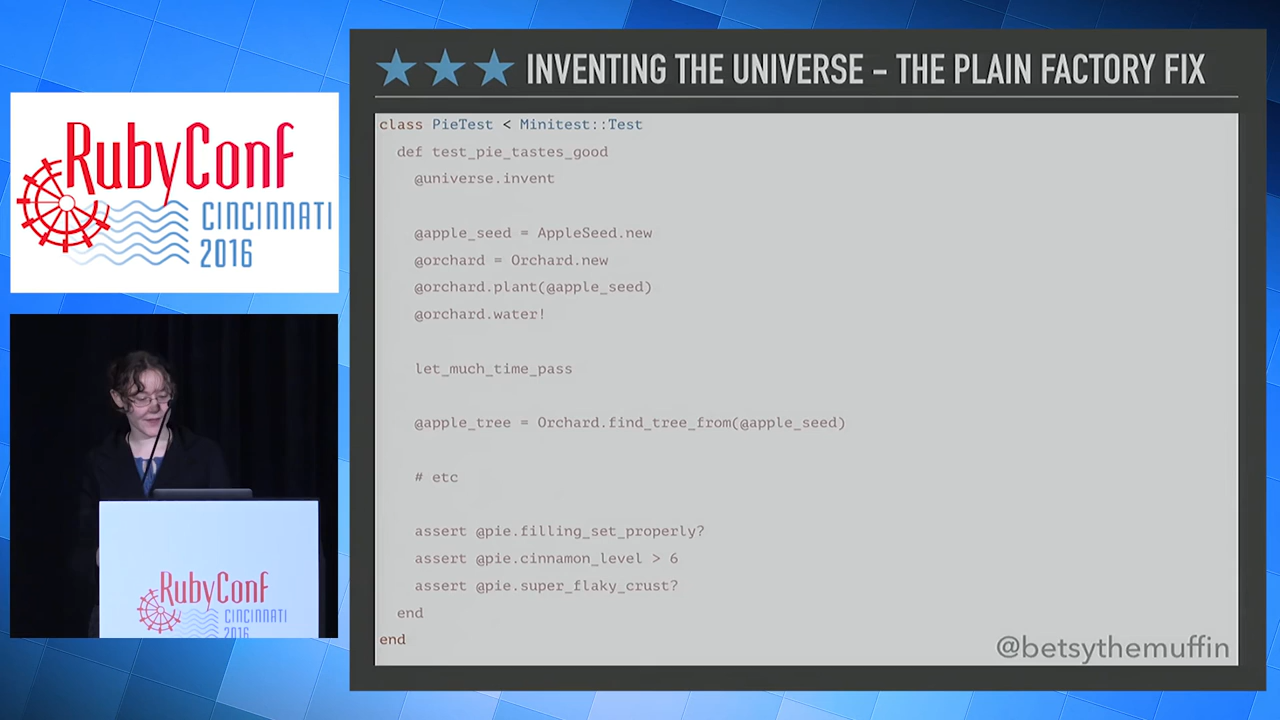 RubyConf
CINCINNATI
2016
RubyConf
CINCINNATI
2016
★★★ INVENTING THE UNIVERSE – THE PLAIN FACTORY FIX
class PieTest < Minitest::Test
  def test_pie_tastes_good
    @universe.invent
    @apple_seed = AppleSeed.new
    @orchard = Orchard.new
    @orchard.plant(@apple_seed)
    @orchard.water!
    let_much_time_pass
    @apple_tree = Orchard.find_tree_from(@apple_seed)
    # etc
    assert @pie.filling_set_properly?
    assert @pie.cinnamon_level > 6
    assert @pie.super_flaky_crust?
  end
end
@betsythemuffin